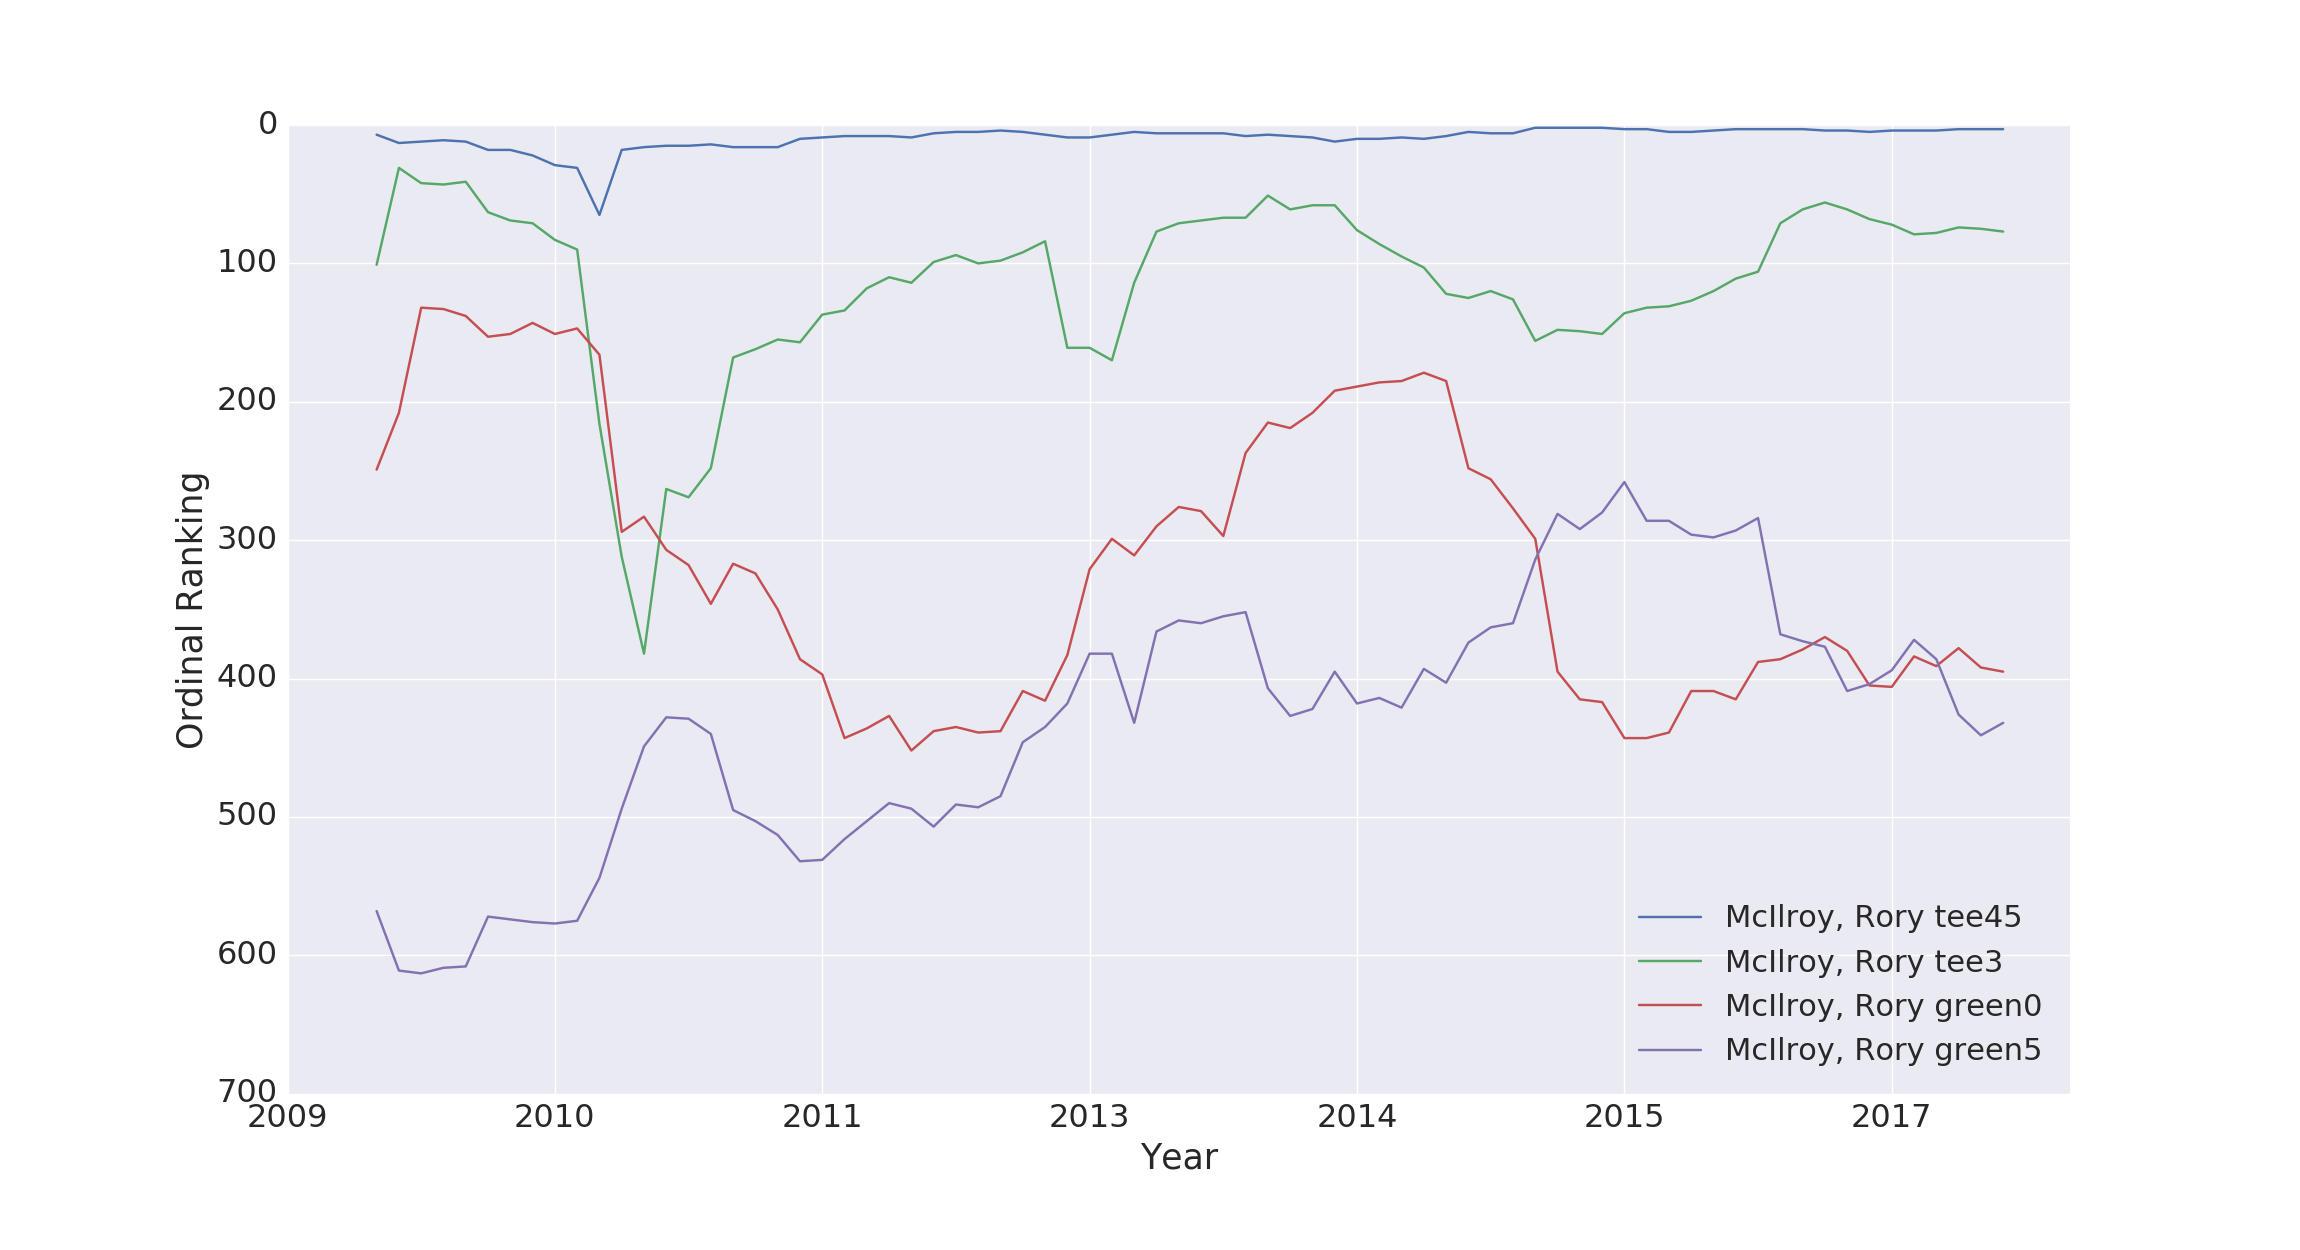 0
100
200
300
400
500
600
700
Ordinal Ranking
2009 2010 2011 2013 2014 2015 2017
Year
McIlroy, Rory tee45
McIlroy, Rory tee3
McIlroy, Rory green0
McIlroy, Rory green5